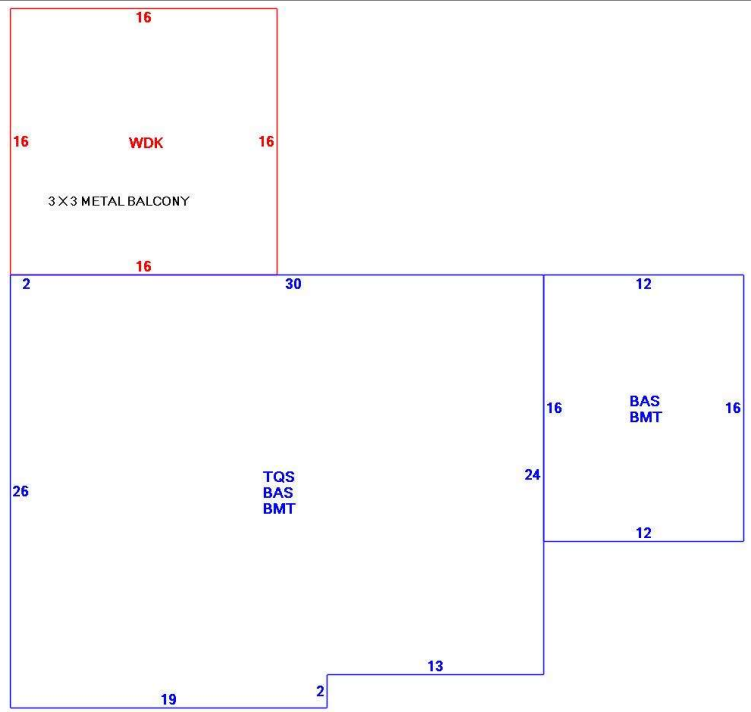 16
16 WDK 16
3 X 3 METAL BALCONY
16
2 30 12
16 BAS 16
BMT
24
26
TQS
BAS
BMT
12
13
2
19